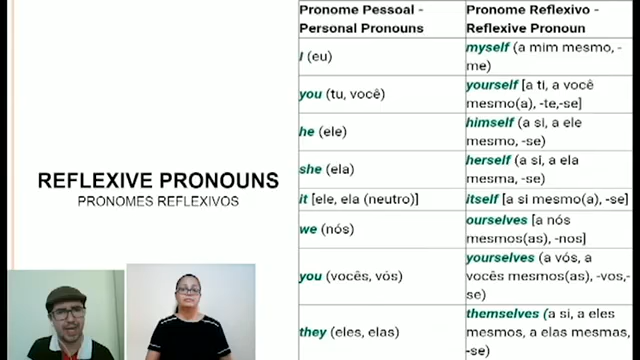 REFLEXIVE PRONOUNS
PRONOMES REFLEXIVOS
Pronome Pessoal -
Personal Pronouns
Pronome Reflexivo -
Reflexive Pronoun
I (eu)
myself (a mim mesmo, -
me)
you (tu, você)
yourself [a ti, a você
mesmo(a), -te,-se]
he (ele)
himself (a si, a ele
mesmo, -se)
she (ela)
herself (a si, a ela
mesma, -se)
it [ele, ela (neutro)]
itself [a si mesmo(a), -se]
we (nós)
ourselves [a nós
mesmos(as), -nos]
you (vocês, vós)
yourselves (a vós, a
vocês mesmos(as), -vos,-
se)
they (eles, elas)
themselves (a si, a eles
mesmos, a elas mesmas,
-se)